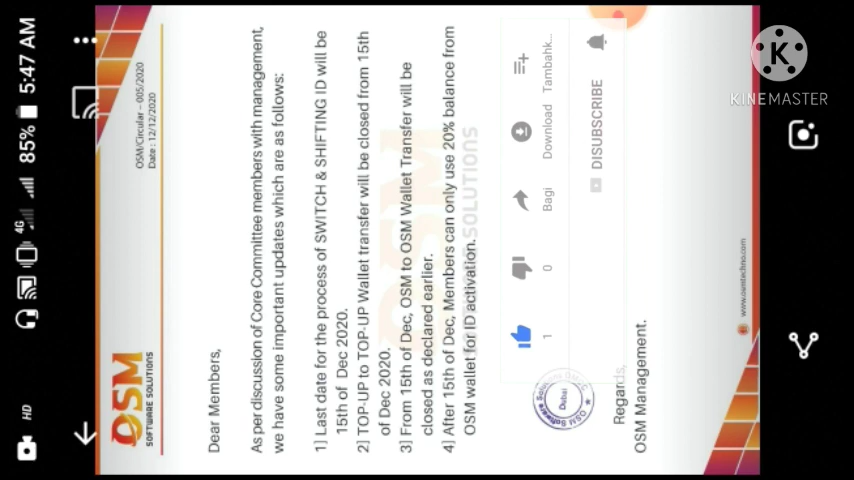 5:47 AM
85%
4G
HD
KINEMASTER
OSM
SOFTWARE SOLUTIONS
OSM/Circular – 005/2020
Date : 12/12/2020
Dear Members,
As per discussion of Core Committee members with management,
we have some important updates which are as follows:
1] Last date for the process of SWITCH & SHIFTING ID will be
15th of Dec 2020.
2] TOP-UP to TOP-UP Wallet transfer will be closed from 15th
of Dec 2020.
3] From 15th of Dec, OSM to OSM Wallet Transfer will be
closed as declared earlier.
4] After 15th of Dec, Members can only use 20% balance from
OSM wallet for ID activation.
OSM
SOLUTIONS
1
0
Bagi
Download
Tambahk...
DISUBSCRIBE
OSM Software
Dubai
Regards,
OSM Management.
www.osmtechno.com